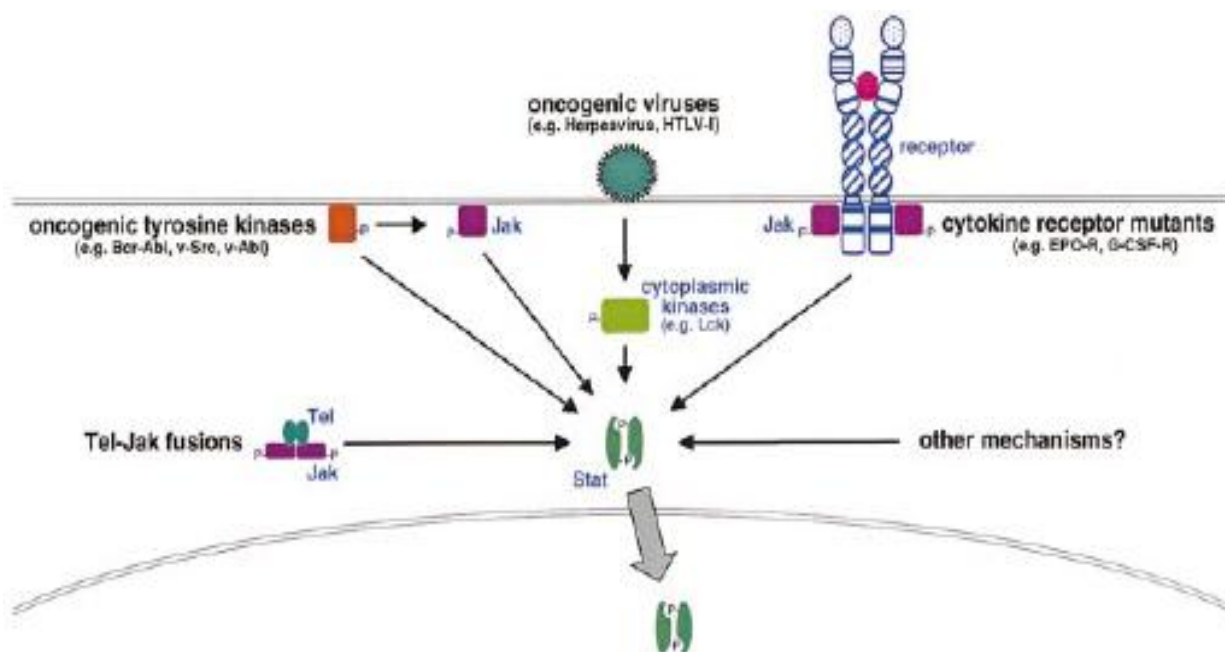 oncogenic viruses
(e.g. Herpesvirus, HTLV-I)
receptor
oncogenic tyrosine kinases
(e.g. Bcr-Abl, v-Src, v-Abl)
P
P
Jak
Jak
P
P
cytokine receptor mutants
(e.g. EPO-R, G-CSF-R)
cytoplasmic
kinases
(e.g. Lck)
P
Tel-Jak fusions
Tel
P
P
Jak
P
P
Stat
other mechanisms?
P
P